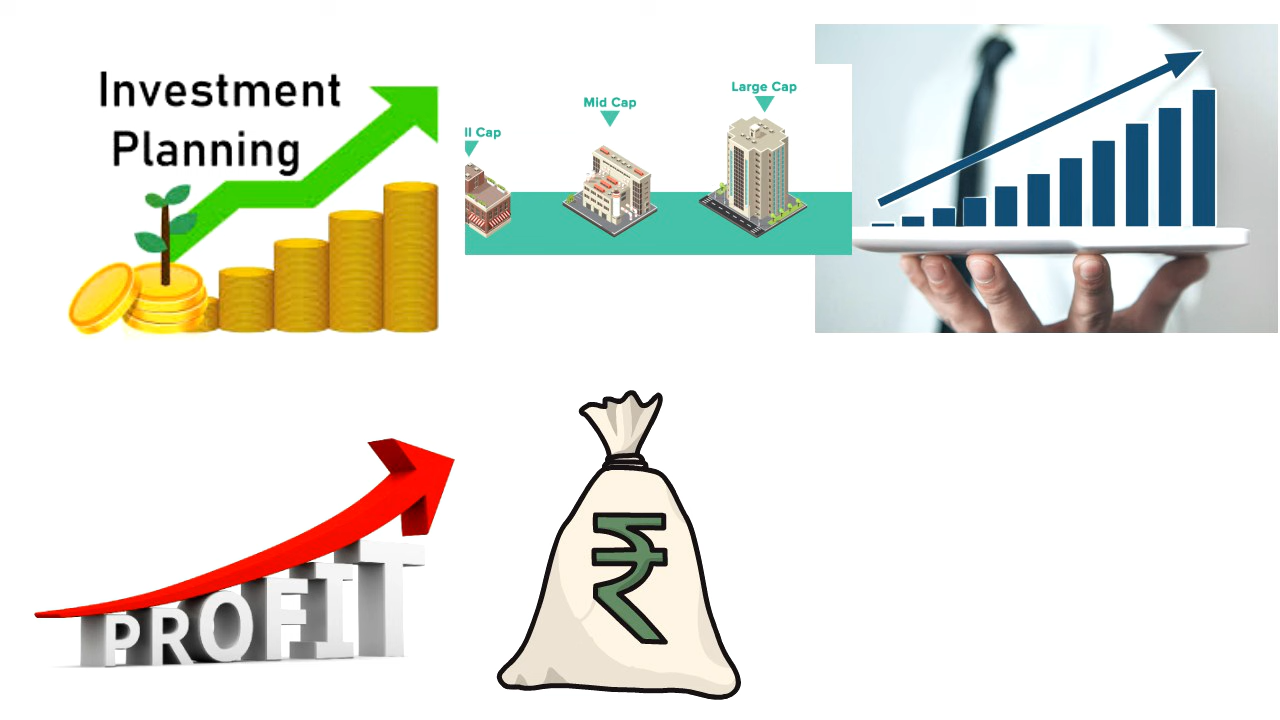 Investment
Planning
ll Cap
Mid Cap
Large Cap
PROFIT
₹